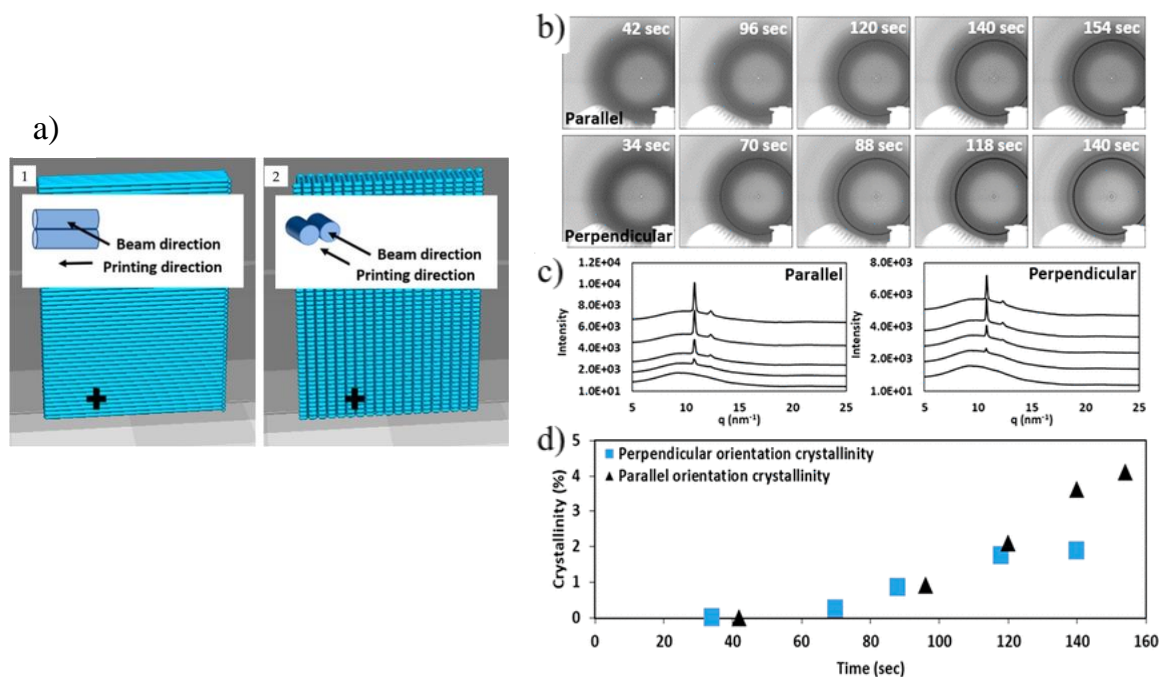 a)
1
Beam direction
Printing direction
2
Beam direction
Printing direction
b)
42 sec
96 sec
120 sec
140 sec
154 sec
Parallel
34 sec
70 sec
88 sec
118 sec
140 sec
Perpendicular
c)
Intensity
1.2E+04
1.0E+04
8.0E+03
6.0E+03
4.0E+03
2.0E+03
1.0E+01
Parallel
5
10
15
20
25
q (nm⁻¹)
Intensity
8.0E+03
6.0E+03
4.0E+03
2.0E+03
1.0E+01
Perpendicular
5
10
15
20
25
q (nm⁻¹)
d)
Crystallinity (%)
5
4
3
2
1
0
Perpendicular orientation crystallinity
Parallel orientation crystallinity
0
20
40
60
80
100
120
140
160
Time (sec)